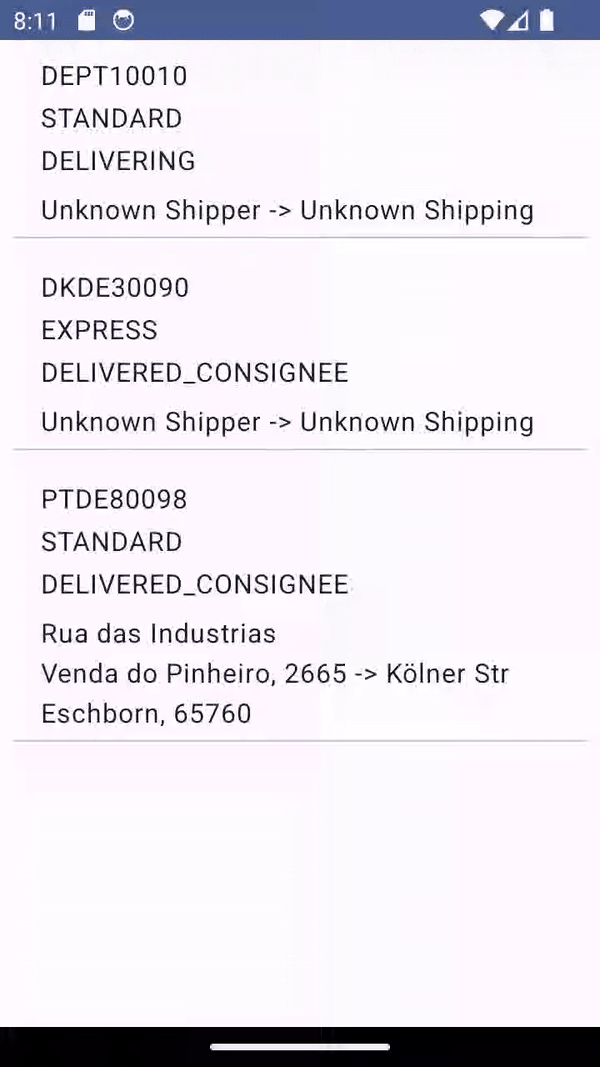 8:11
DEPT10010
STANDARD
DELIVERING
Unknown Shipper -> Unknown Shipping
DKDE30090
EXPRESS
DELIVERED_CONSIGNEE
Unknown Shipper -> Unknown Shipping
PTDE80098
STANDARD
DELIVERED_CONSIGNEE
Rua das Industrias
Venda do Pinheiro, 2665 -> Kölner Str
Eschborn, 65760